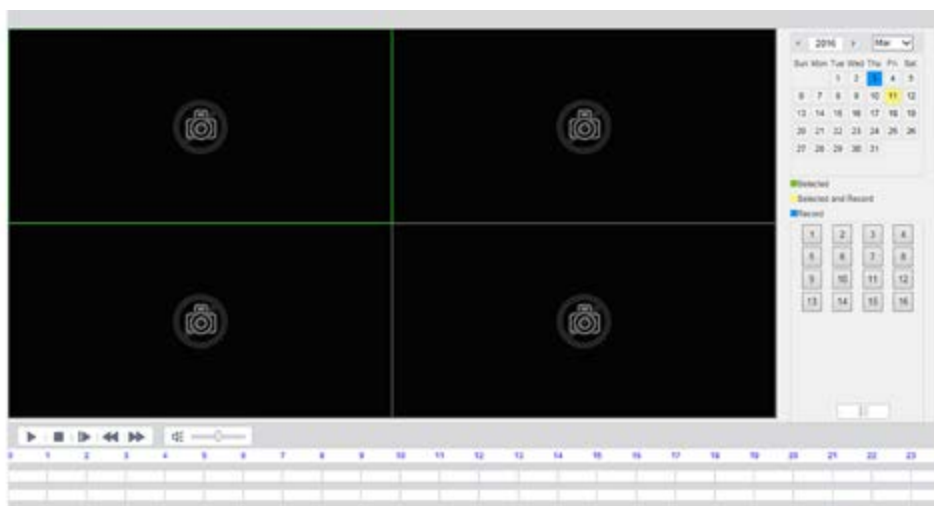 2016 Mar
Sun Mon Tue Wed Thu Fri Sat
1 2 3 4 5
6 7 8 9 10 11 12
13 14 15 16 17 18 19
20 21 22 23 24 25 26
27 28 29 30 31
Selected
Selected and Record
Record
1 2 3 4
5 6 7 8
9 10 11 12
13 14 15 16
0 1 2 3 4 5 6 7 8 9 10 11 12 13 14 15 16 17 18 19 20 21 22 23